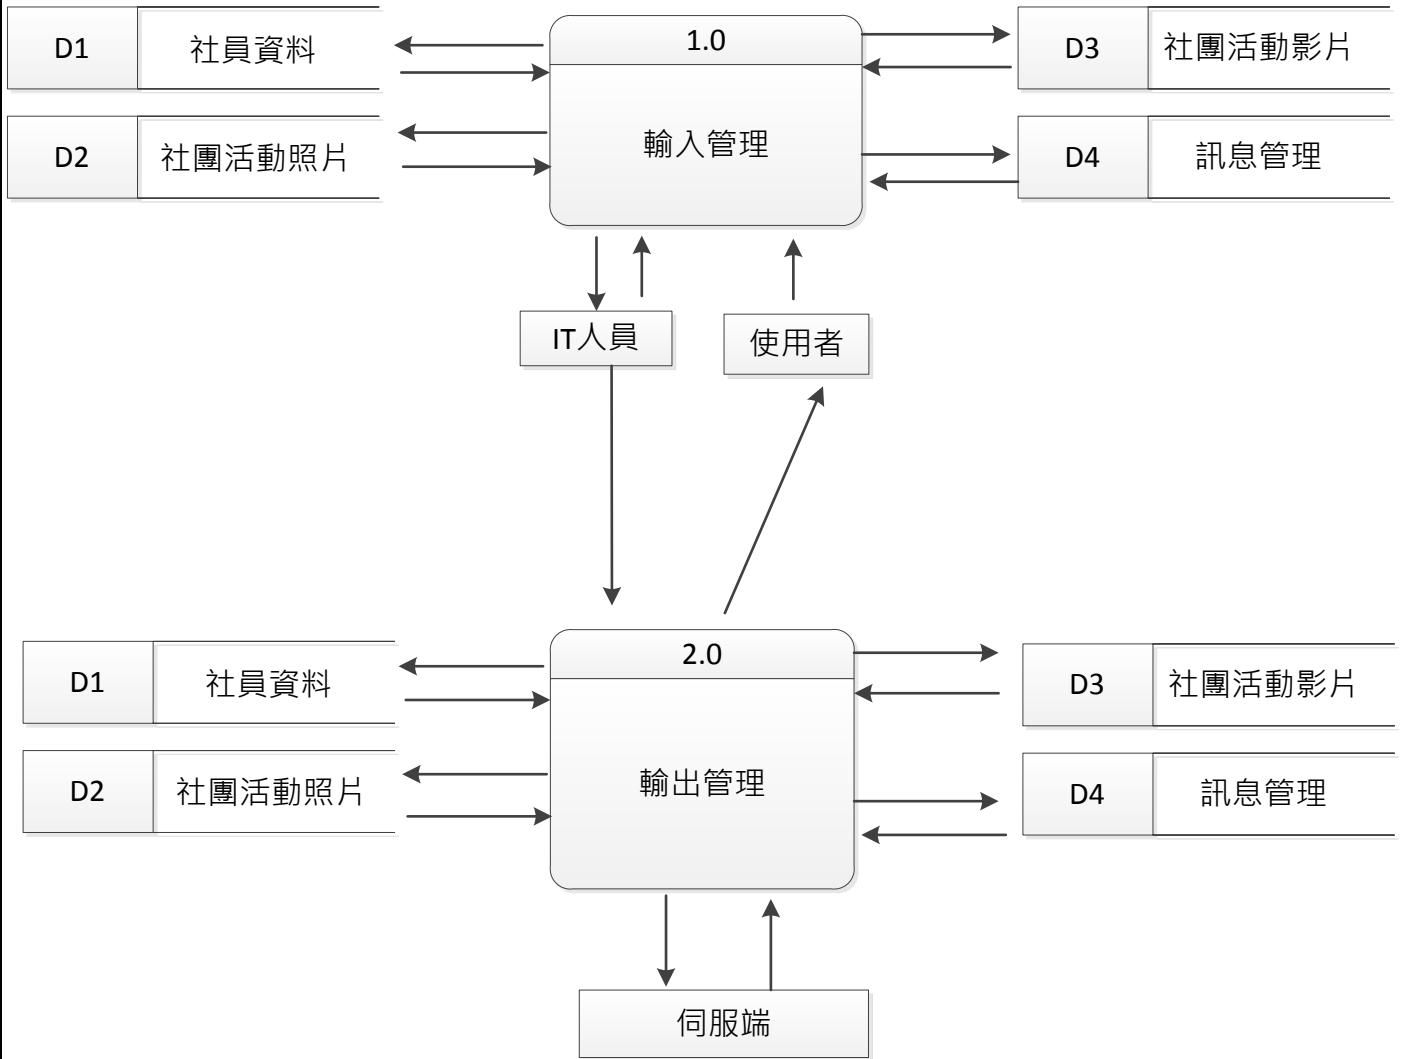 1.0
D1 社員資料
D3 社團活動影片
輸入管理
D2 社團活動照片
D4 訊息管理
IT人員
使用者
2.0
D1 社員資料
D3 社團活動影片
輸出管理
D2 社團活動照片
D4 訊息管理
伺服端